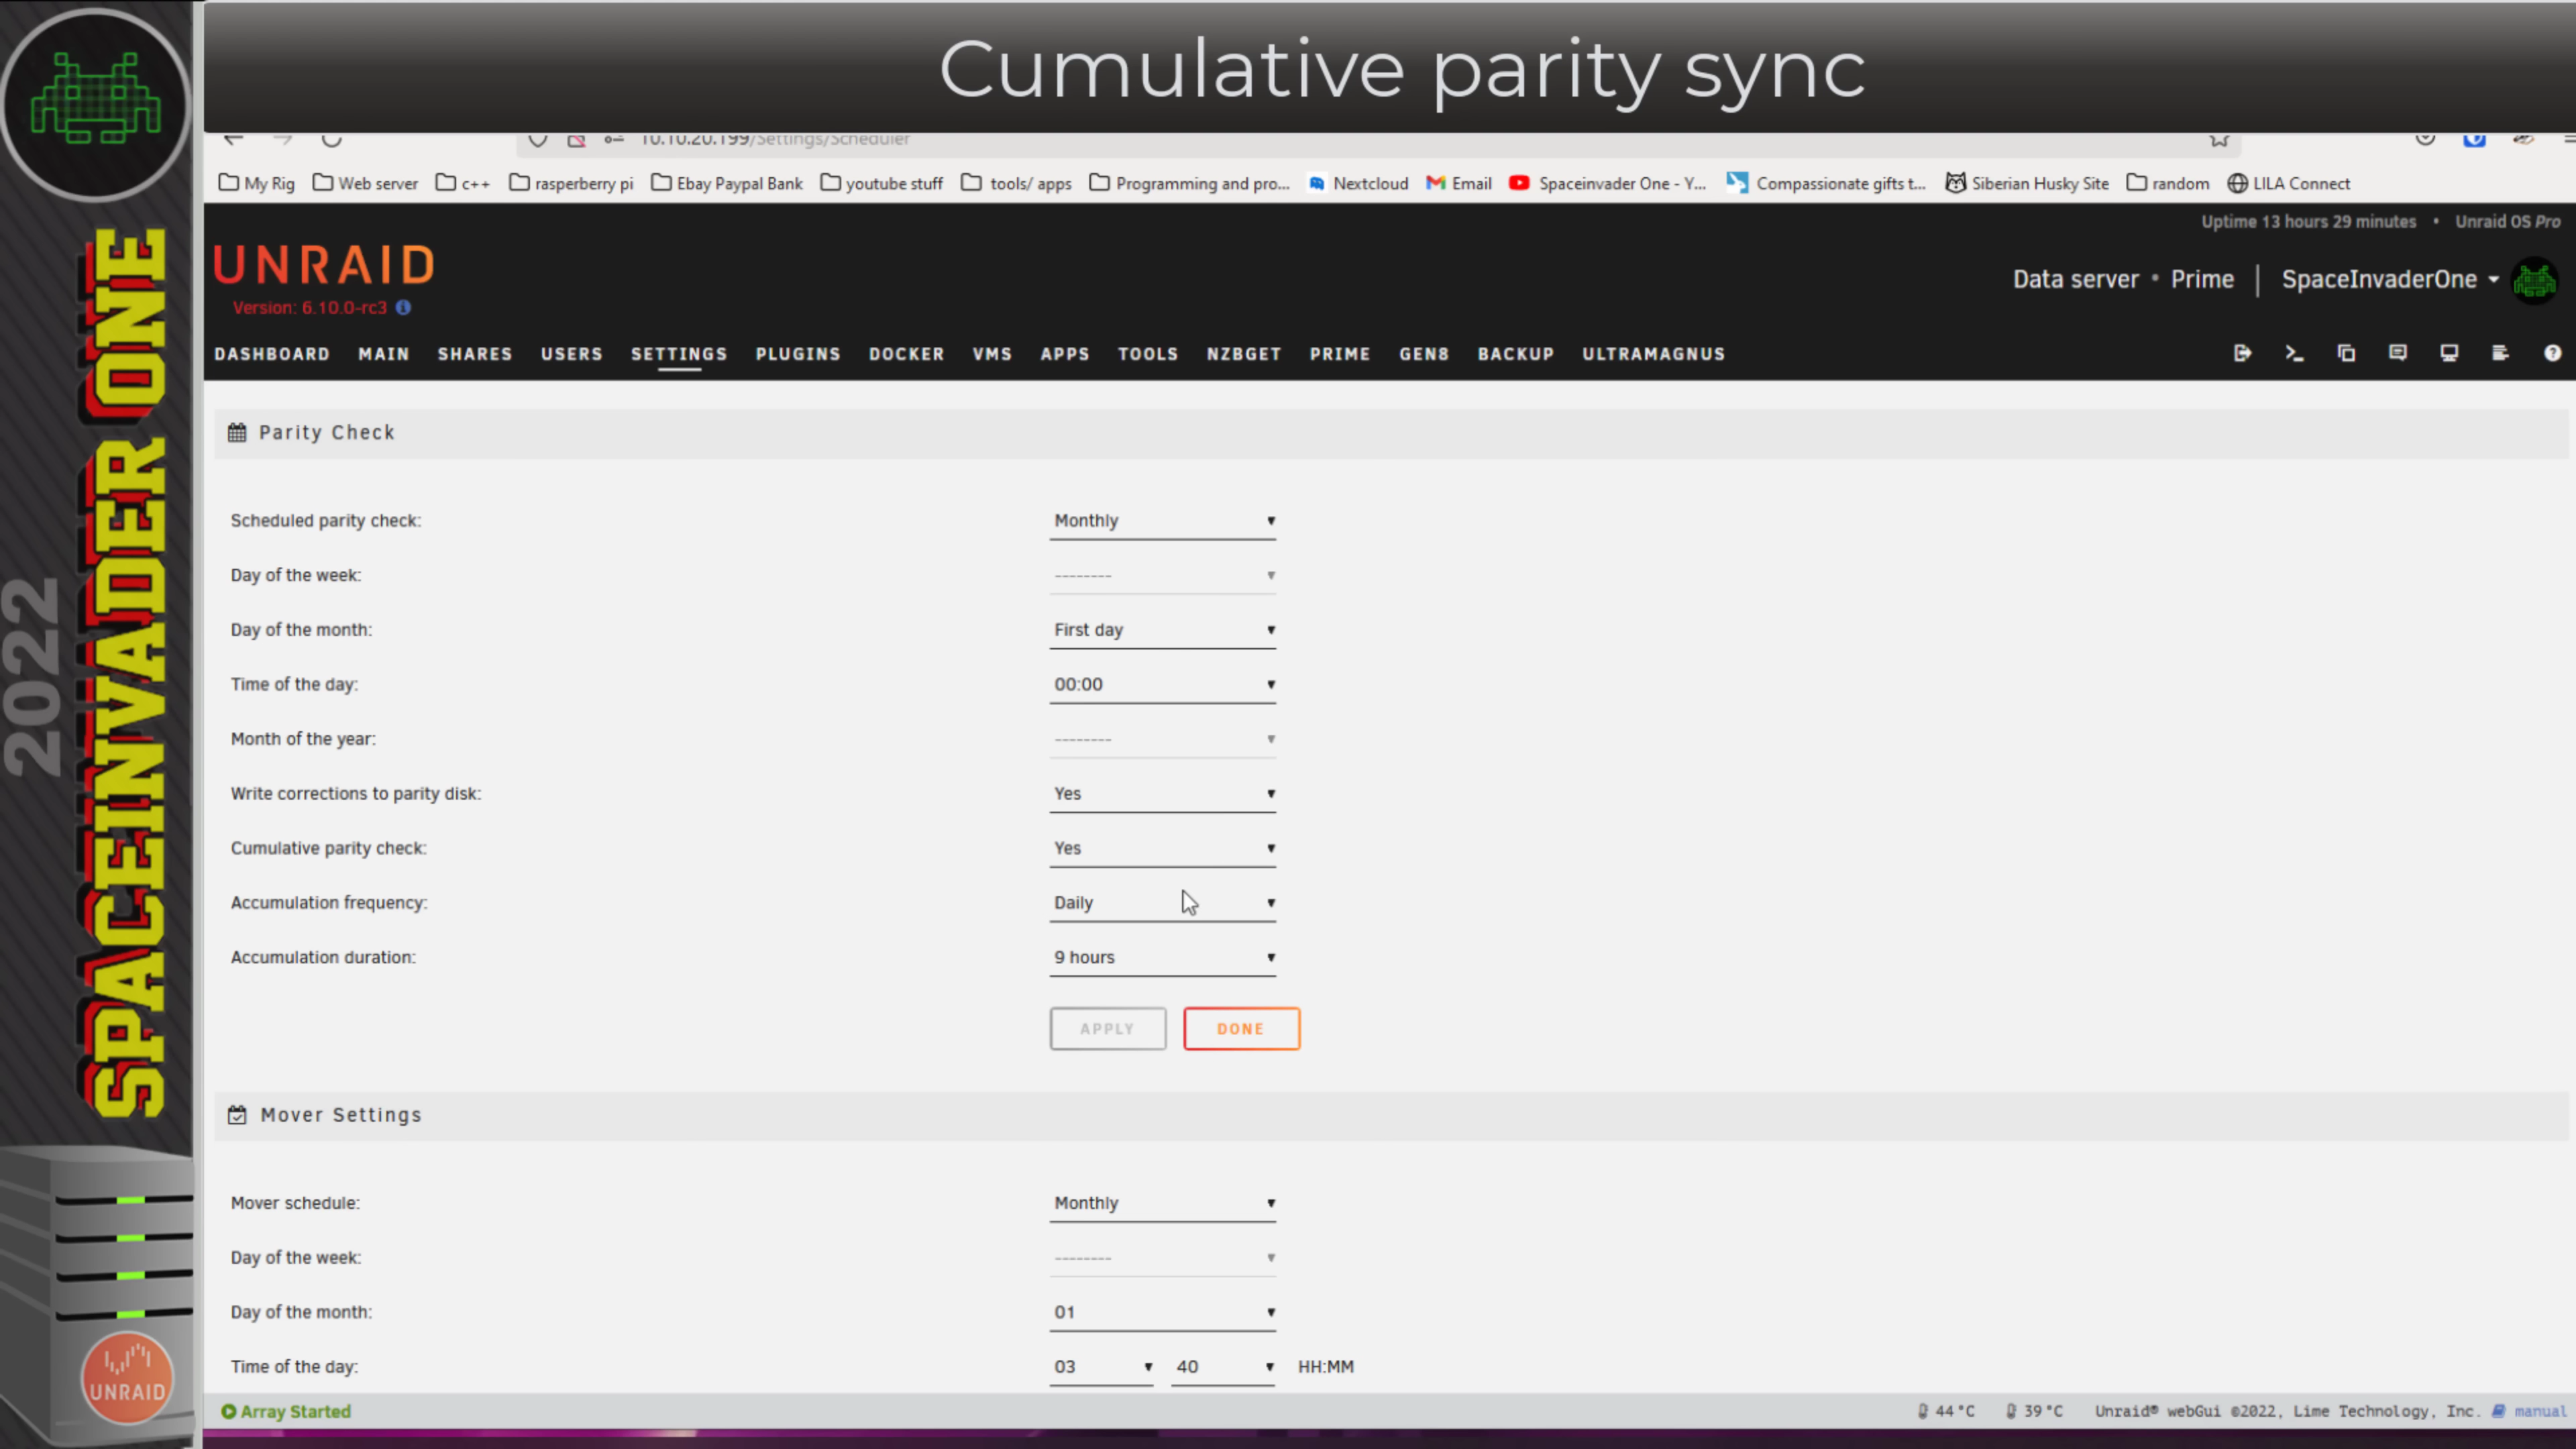 Cumulative parity sync
2022
SPACEINVADER ONE
UNRAID
10.10.20.199/Settings/Scheduler
My Rig Web server c++ rasperberry pi Ebay Paypal Bank youtube stuff tools/ apps Programming and pro... Nextcloud Email Spaceinvader One - Y... Compassionate gifts t... Siberian Husky Site random LILA Connect
Uptime 13 hours 29 minutes • Unraid OS Pro
UNRAID
Version: 6.10.0-rc3
Data server • Prime | SpaceInvaderOne
DASHBOARD MAIN SHARES USERS SETTINGS PLUGINS DOCKER VMS APPS TOOLS NZBGET PRIME GEN8 BACKUP ULTRAMAGNUS
Parity Check
Scheduled parity check: Monthly
Day of the week: --------
Day of the month: First day
Time of the day: 00:00
Month of the year: --------
Write corrections to parity disk: Yes
Cumulative parity check: Yes
Accumulation frequency: Daily
Accumulation duration: 9 hours
APPLY DONE
Mover Settings
Mover schedule: Monthly
Day of the week: --------
Day of the month: 01
Time of the day: 03 40 HH:MM
Array Started 44 °C 39 °C Unraid® webGui ©2022, Lime Technology, Inc. manual